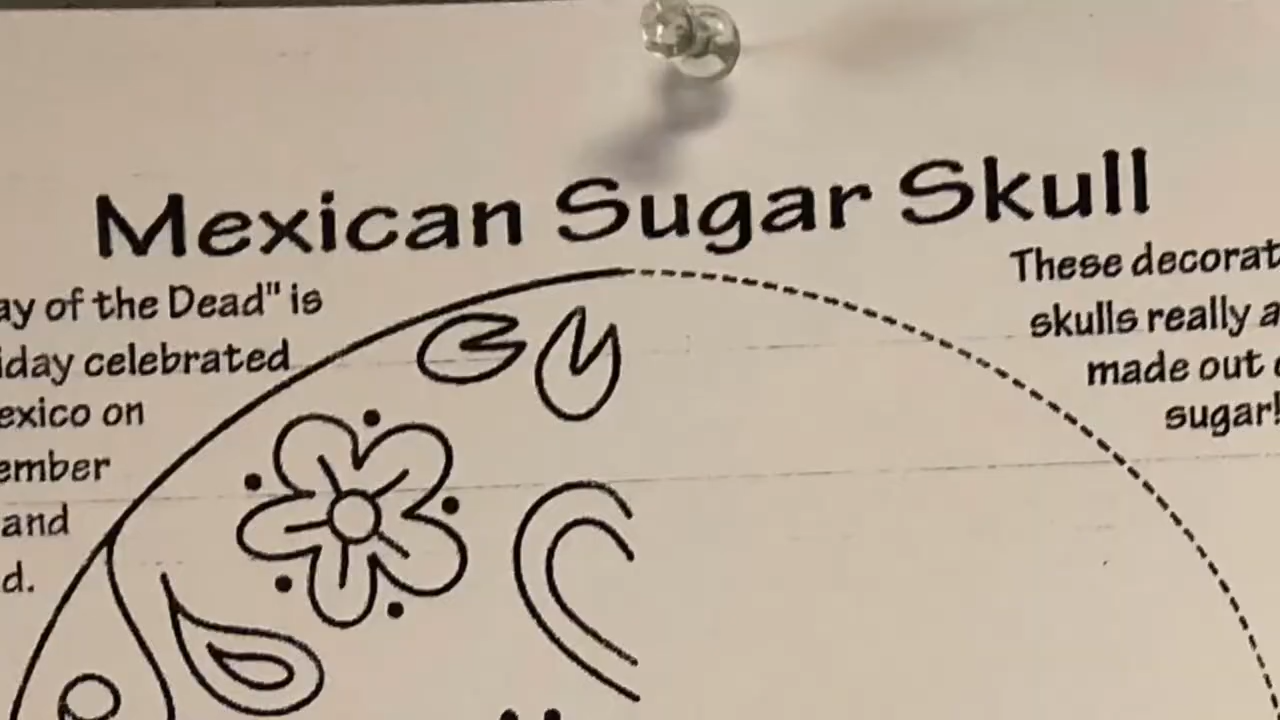 Mexican Sugar Skull
ay of the Dead" is
iday celebrated
exico on
ember
and
d.
These decorat
skulls really a
made out
sugar!